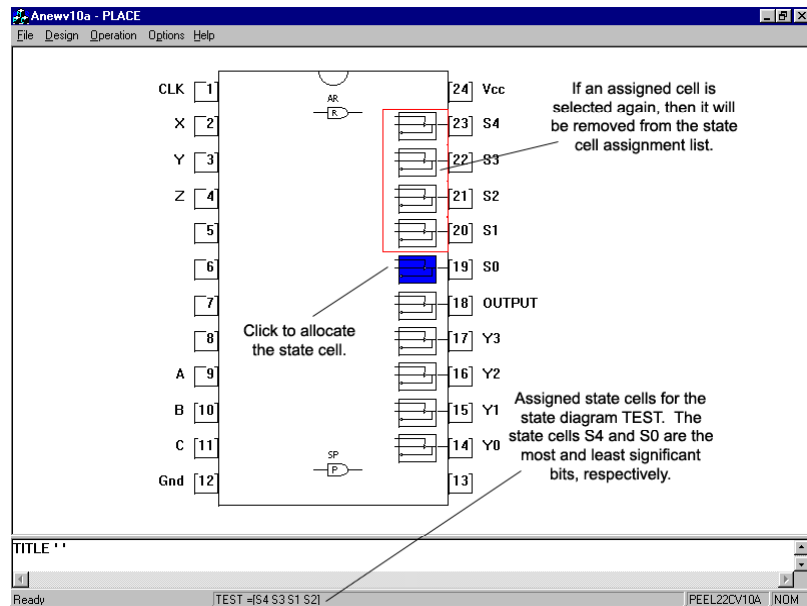 Anewv10a - PLACE
File Design Operation Options Help
CLK 1
X 2
Y 3
Z 4
5
6
7
8
A 9
B 10
C 11
Gnd 12
AR
R
SP
P
24 Vcc
23 S4
22 S3
21 S2
20 S1
19 S0
18 OUTPUT
17 Y3
16 Y2
15 Y1
14 Y0
13
If an assigned cell is
selected again, then it will
be removed from the state
cell assignment list.
Click to allocate
the state cell.
Assigned state cells for the
state diagram TEST. The
state cells S4 and S0 are the
most and least significant
bits, respectively.
TITLE ' '
Ready
TEST =[S4 S3 S1 S2]
PEEL22CV10A
NOM